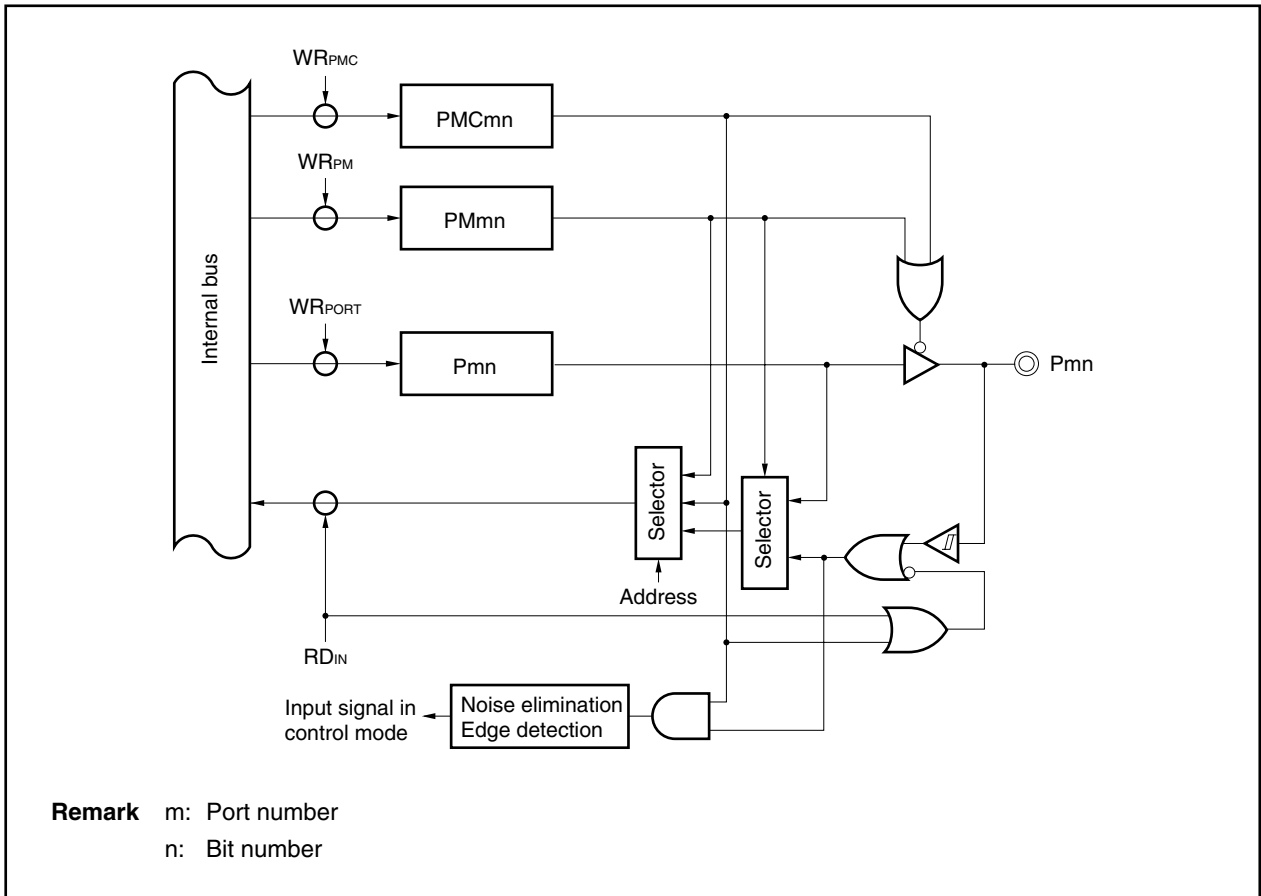 WRPMC
PMCmn
WRPM
PMmn
Internal bus
WRPORT
Pmn
Pmn
Selector
Selector
Address
RDIN
Input signal in
control mode
Noise elimination
Edge detection
Remark m: Port number
n: Bit number